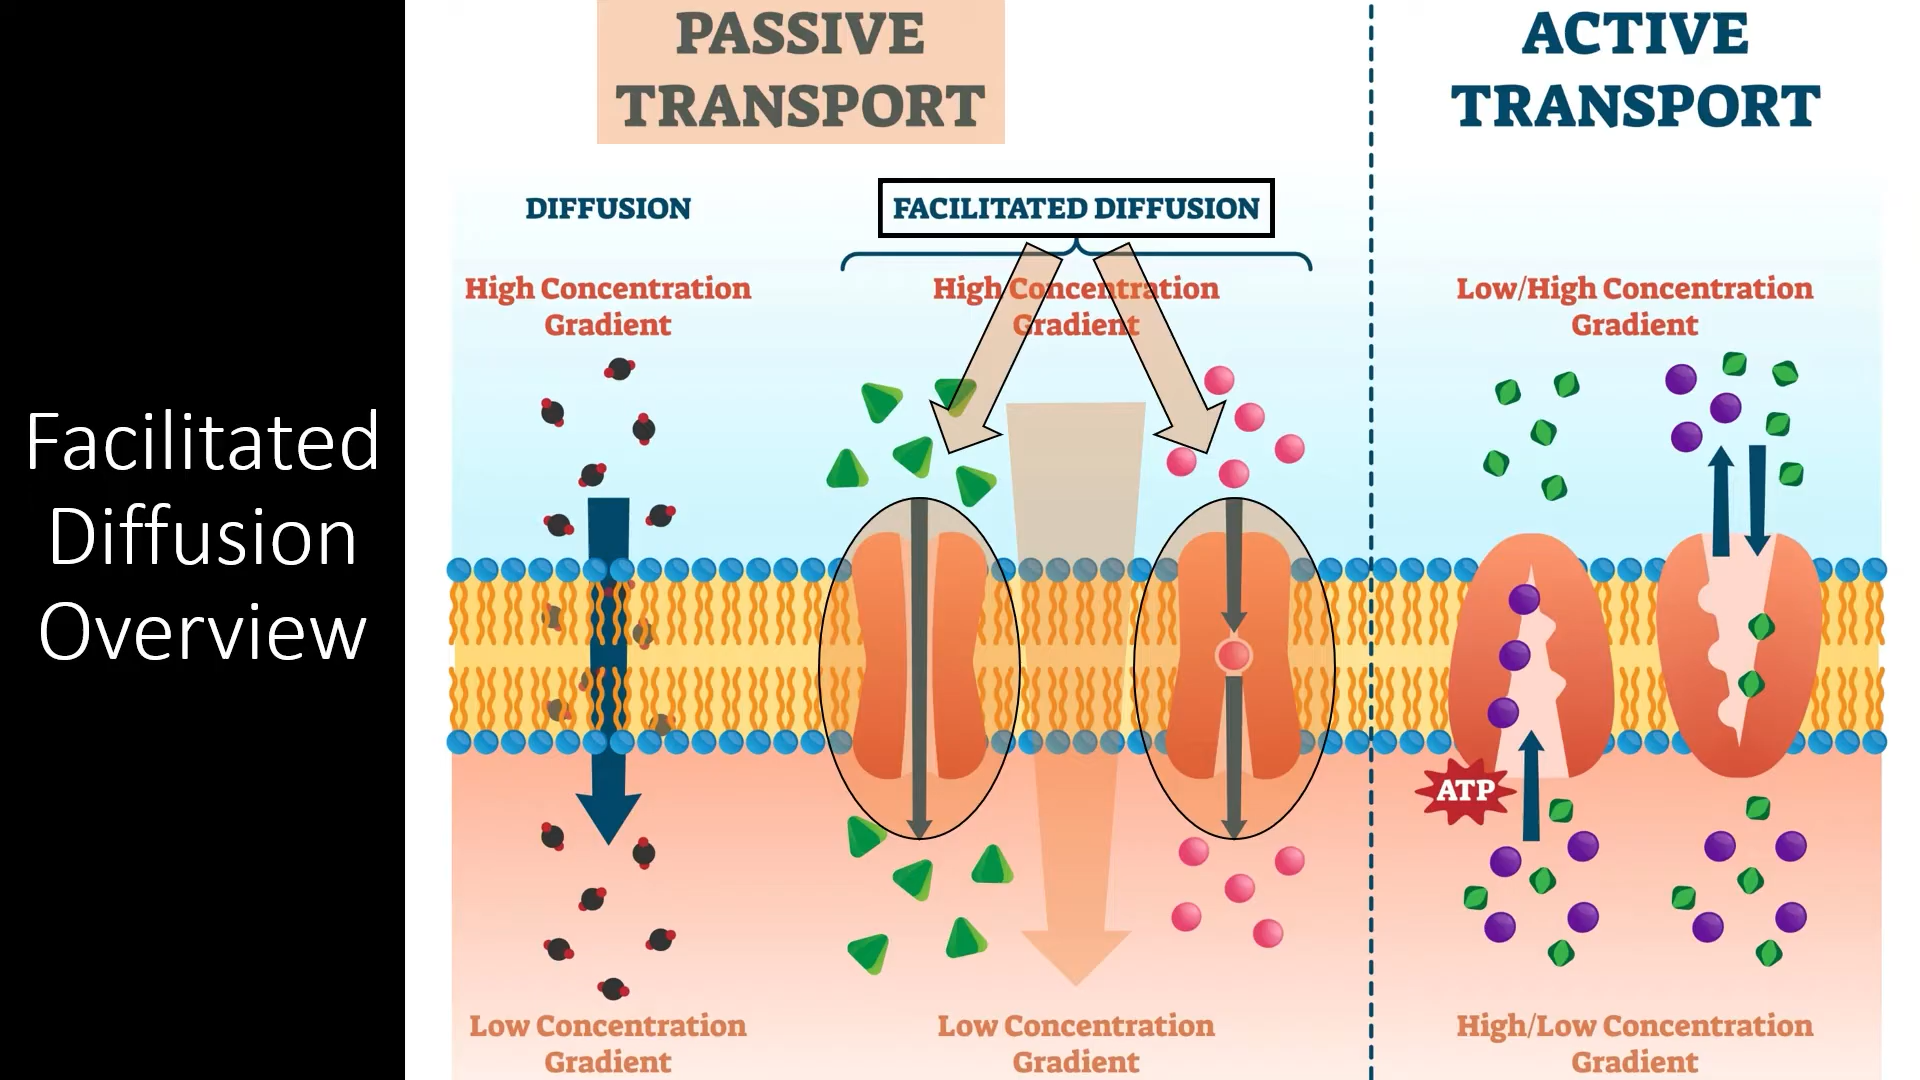 Facilitated
Diffusion
Overview
PASSIVE
TRANSPORT
ACTIVE
TRANSPORT
DIFFUSION
FACILITATED DIFFUSION
High Concentration
Gradient
High Concentration
Gradient
Low/High Concentration
Gradient
ATP
Low Concentration
Gradient
Low Concentration
Gradient
High/Low Concentration
Gradient